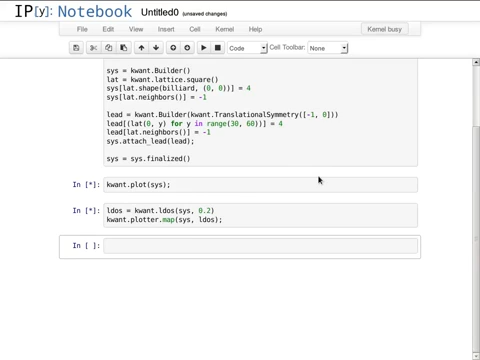 IP[y]: Notebook Untitled0 (unsaved changes)
File Edit View Insert Cell Kernel Help Kernel busy
Code Cell Toolbar: None
sys = kwant.Builder()
lat = kwant.lattice.square()
sys[lat.shape(billiard, (0, 0))] = 4
sys[lat.neighbors()] = -1
lead = kwant.Builder(kwant.TranslationalSymmetry([-1, 0]))
lead[(lat(0, y) for y in range(30, 60))] = 4
lead[lat.neighbors()] = -1
sys.attach_lead(lead);
sys = sys.finalized()
In [*]: kwant.plot(sys);
In [*]: ldos = kwant.ldos(sys, 0.2)
kwant.plotter.map(sys, ldos);
In [ ]: